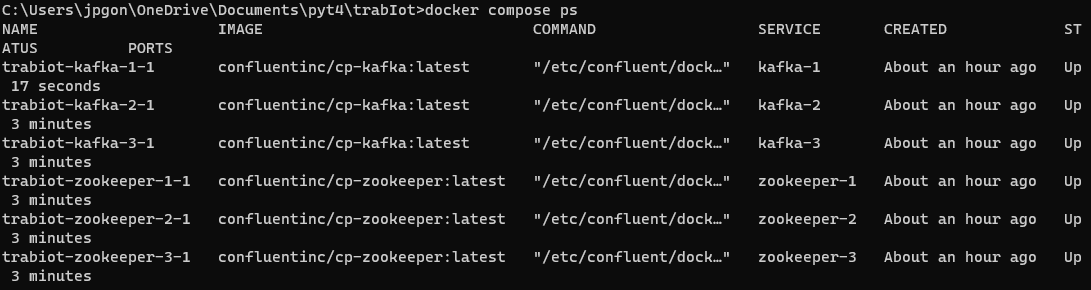 C:\Users\jpgon\OneDrive\Documents\pyt4\trabIot>docker compose ps
NAME                     IMAGE                              COMMAND                  SERVICE       CREATED             ST
ATUS          PORTS
trabiot-kafka-1-1       confluentinc/cp-kafka:latest       "/etc/confluent/dock…"   kafka-1       About an hour ago   Up
 17 seconds
trabiot-kafka-2-1       confluentinc/cp-kafka:latest       "/etc/confluent/dock…"   kafka-2       About an hour ago   Up
 3 minutes
trabiot-kafka-3-1       confluentinc/cp-kafka:latest       "/etc/confluent/dock…"   kafka-3       About an hour ago   Up
 3 minutes
trabiot-zookeeper-1-1   confluentinc/cp-zookeeper:latest   "/etc/confluent/dock…"   zookeeper-1   About an hour ago   Up
 3 minutes
trabiot-zookeeper-2-1   confluentinc/cp-zookeeper:latest   "/etc/confluent/dock…"   zookeeper-2   About an hour ago   Up
 3 minutes
trabiot-zookeeper-3-1   confluentinc/cp-zookeeper:latest   "/etc/confluent/dock…"   zookeeper-3   About an hour ago   Up
 3 minutes